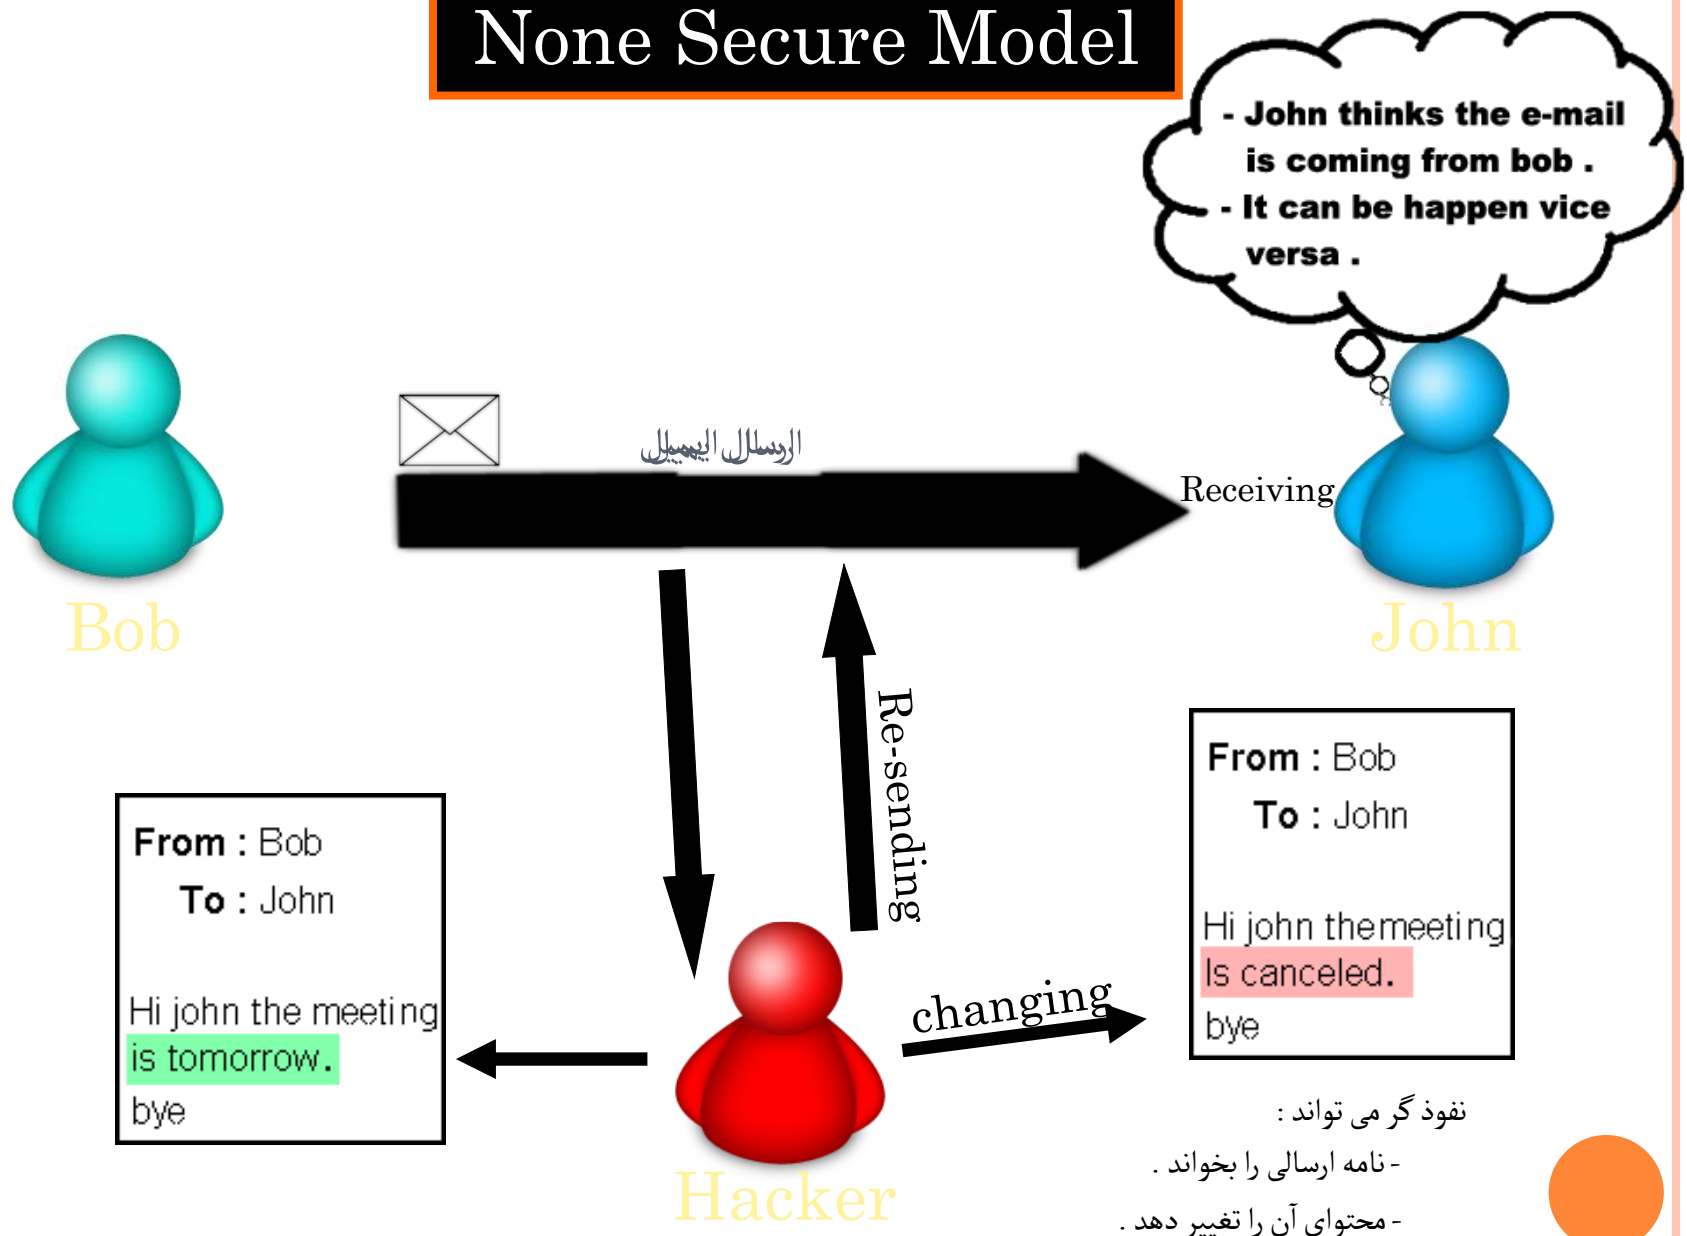 None Secure Model
- John thinks the e-mail
is coming from bob .
- It can be happen vice
versa .
ارسال ایمیل
Receiving
Bob
John
Re-sending
From : Bob
To : John
Hi john the meeting
is tomorrow.
bye
changing
From : Bob
To : John
Hi john themeeting
Is canceled.
bye
Hacker
نفوذ گر می تواند :
- نامه ارسالی را بخواند .
- محتوای آن را تغییر دهد .